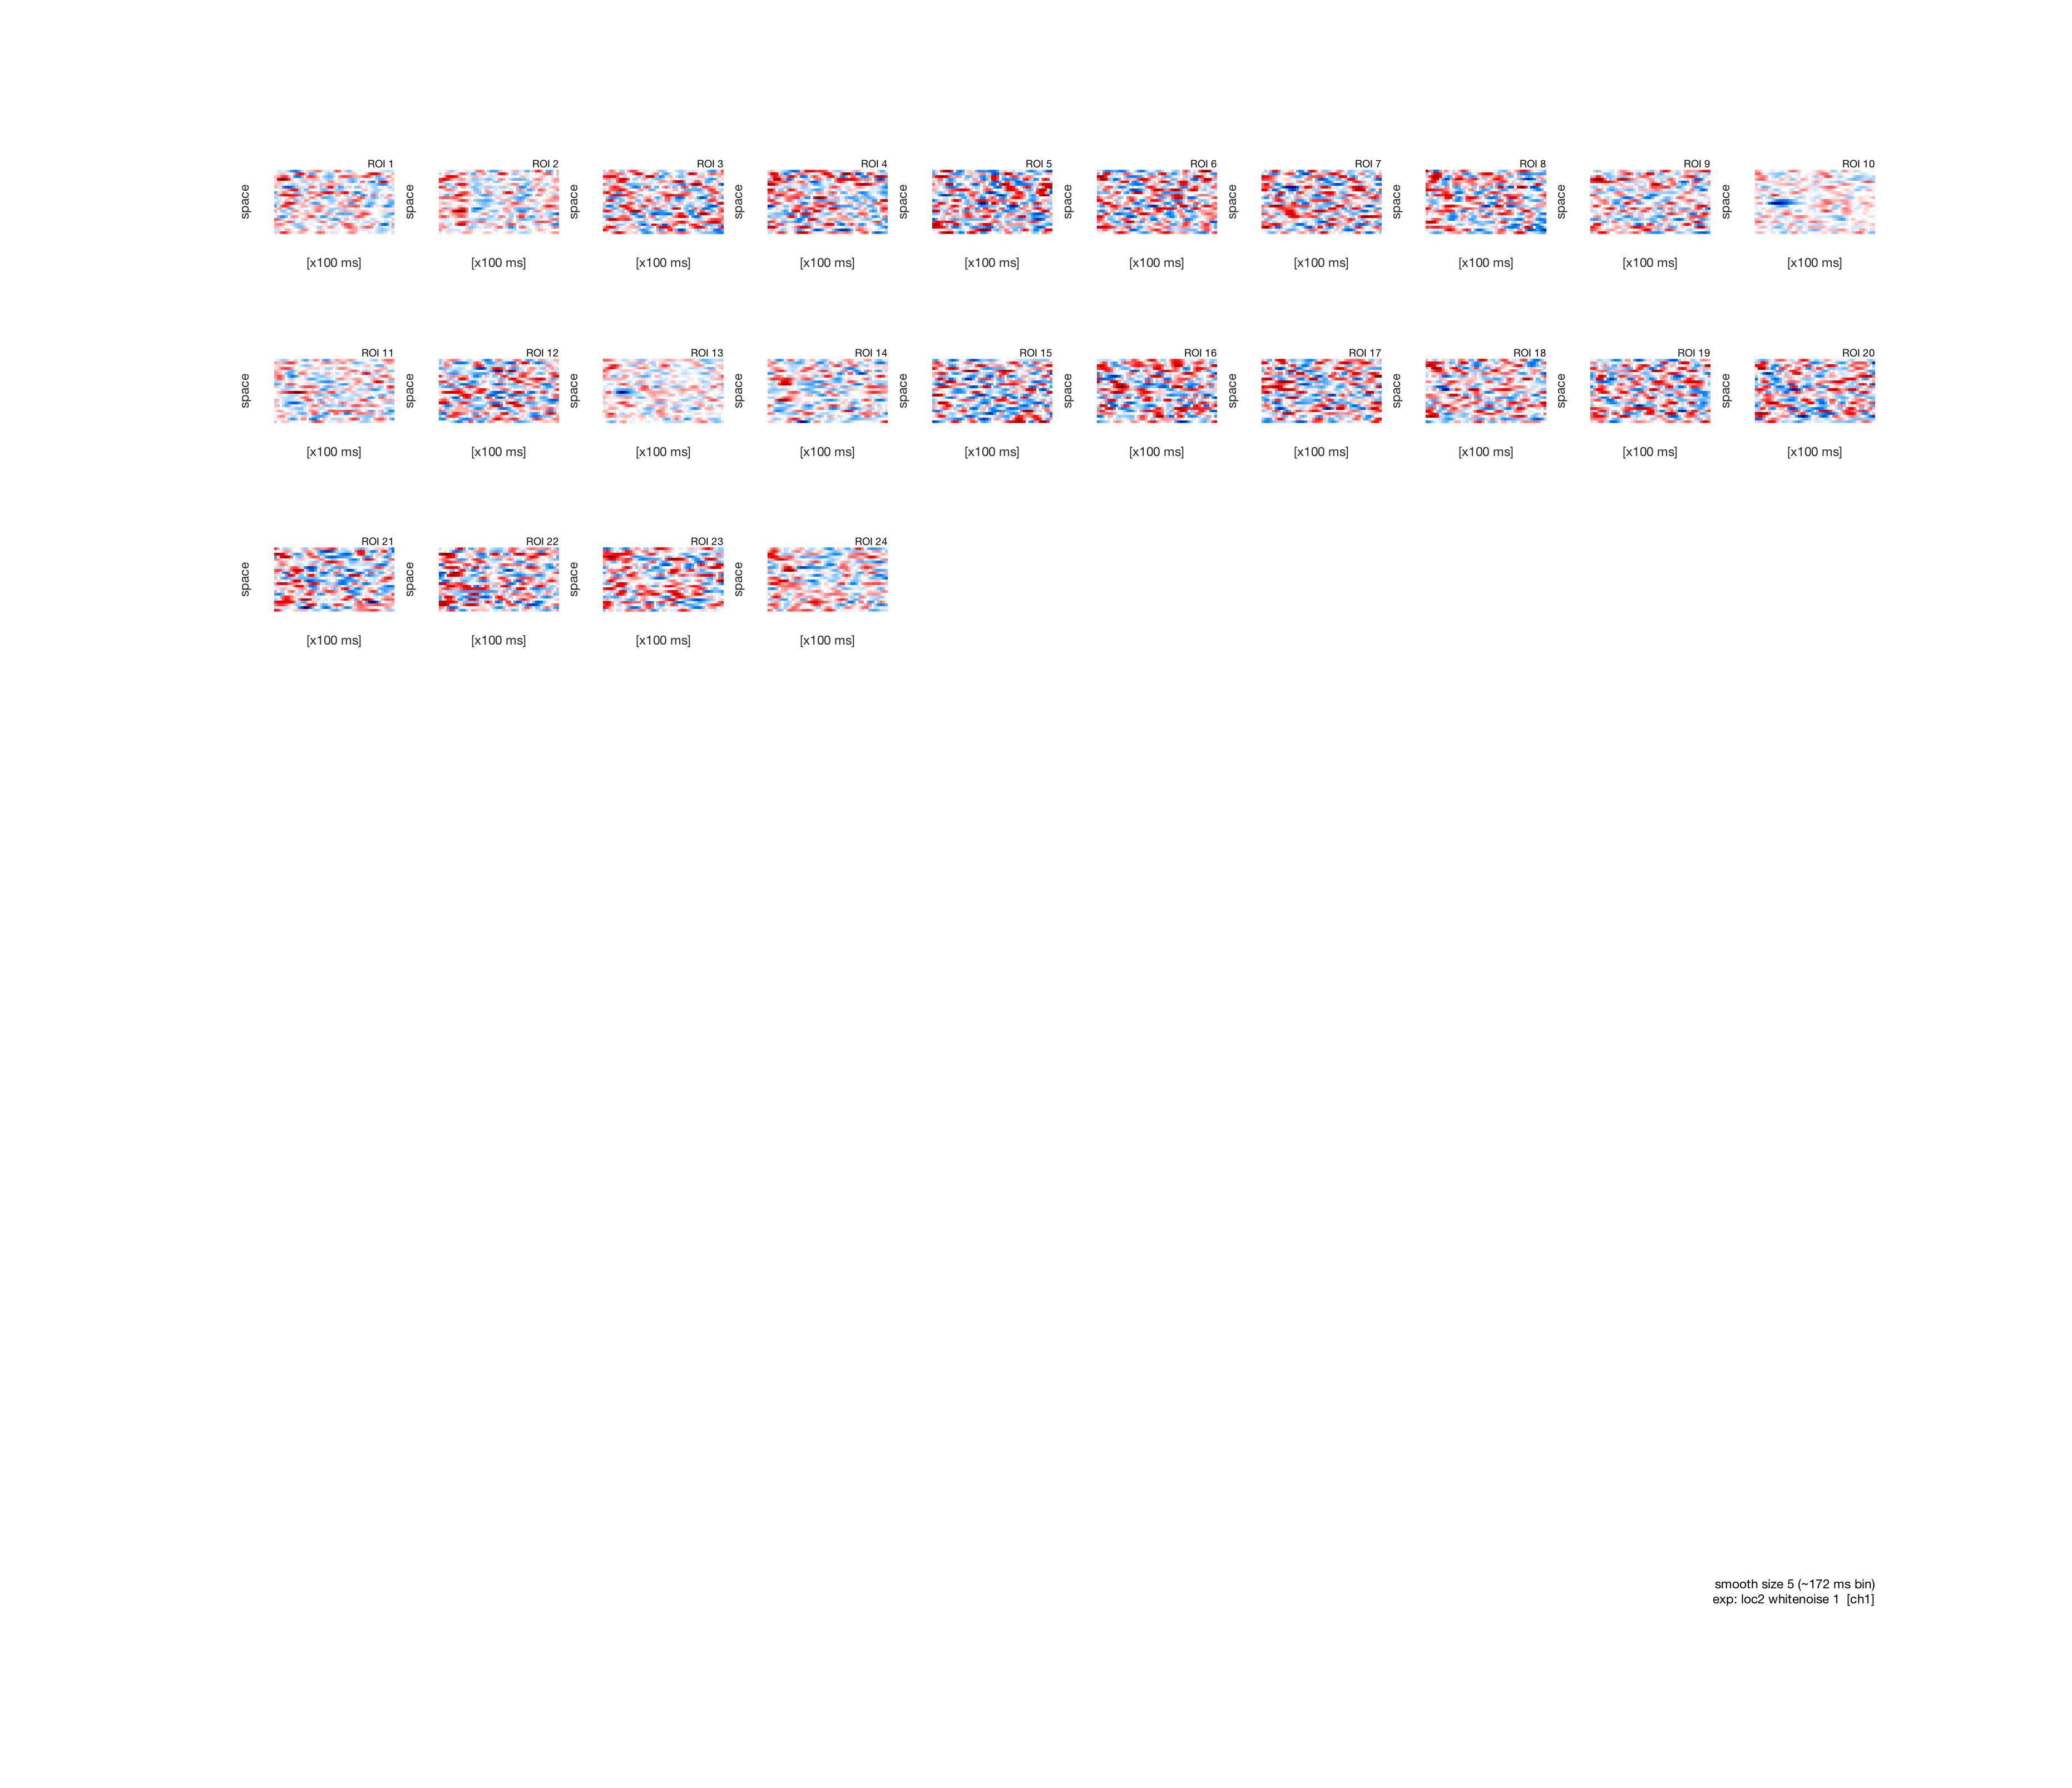 ROI 1 ROI 2 ROI 3 ROI 4 ROI 5 ROI 6 ROI 7 ROI 8 ROI 9 ROI 10
space space space space space space space space space space
[x100 ms] [x100 ms] [x100 ms] [x100 ms] [x100 ms] [x100 ms] [x100 ms] [x100 ms] [x100 ms] [x100 ms]
ROI 11 ROI 12 ROI 13 ROI 14 ROI 15 ROI 16 ROI 17 ROI 18 ROI 19 ROI 20
space space space space space space space space space space
[x100 ms] [x100 ms] [x100 ms] [x100 ms] [x100 ms] [x100 ms] [x100 ms] [x100 ms] [x100 ms] [x100 ms]
ROI 21 ROI 22 ROI 23 ROI 24
space space space space
[x100 ms] [x100 ms] [x100 ms] [x100 ms]
smooth size 5 (~172 ms bin)
exp: loc2 whitenoise 1 [ch1]